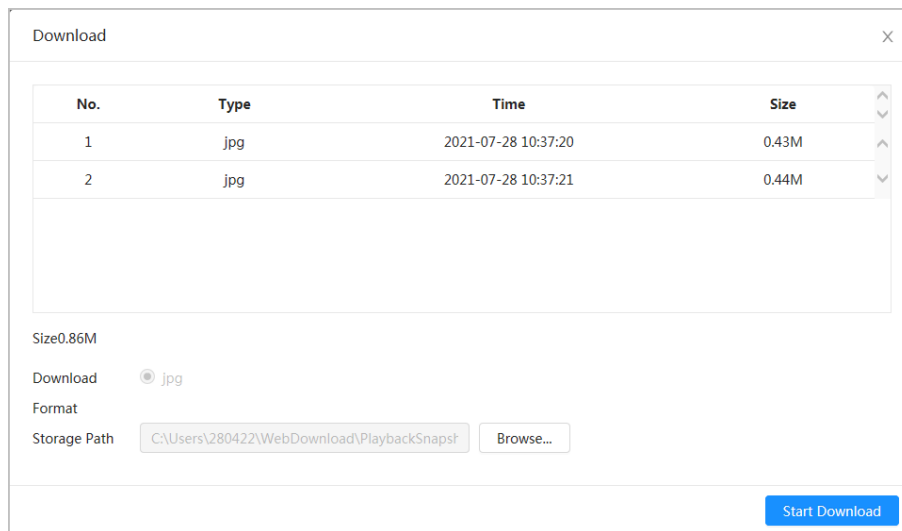 Download X
No. Type Time Size
1 jpg 2021-07-28 10:37:20 0.43M
2 jpg 2021-07-28 10:37:21 0.44M
Size0.86M
Download jpg
Format
Storage Path C:\Users\280422\WebDownload\PlaybackSnapsh Browse...
Start Download